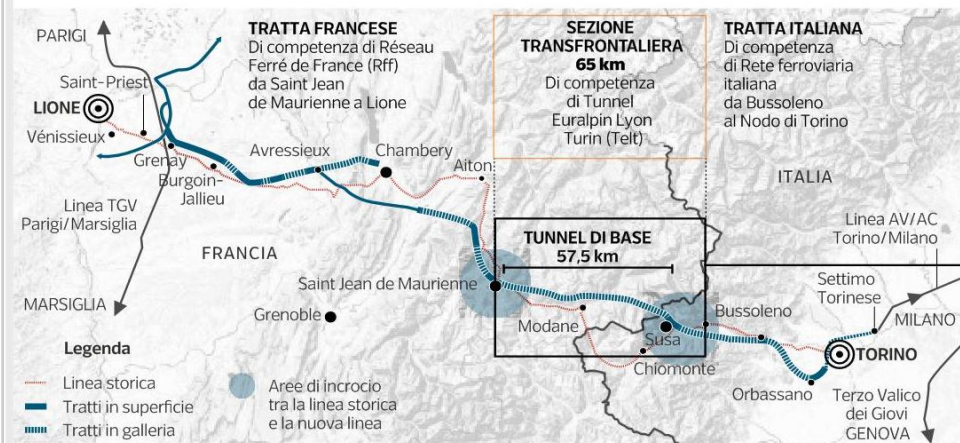 TRATTA FRANCESE
Di competenza di Réseau
Ferré de France (Rff)
da Saint Jean
de Maurienne a Lione
SEZIONE
TRANSFRONTALIERA
65 km
Di competenza
di Tunnel
Euralpin Lyon
Turin (Telt)
TRATTA ITALIANA
Di competenza
di Rete ferroviaria
italiana
da Bussoleno
al Nodo di Torino
PARIGI
Saint-Priest
LIONE
Vénissieux
Grenay
Burgoin-
Jallieu
Avressieux
Chambery
Aiton
ITALIA
Linea TGV
Parigi/Marsiglia
FRANCIA
MARSIGLIA
TUNNEL DI BASE
57,5 km
Saint Jean de Maurienne
Grenoble
Modane
Susa
Chiomonte
Bussoleno
Linea AV/AC
Torino/Milano
Settimo
Torinese
MILANO
TORINO
Orbassano
Terzo Valico
dei Giovi
GENOVA
Legenda
Linea storica
Tratti in superficie
Tratti in galleria
Aree di incrocio
tra la linea storica
e la nuova linea